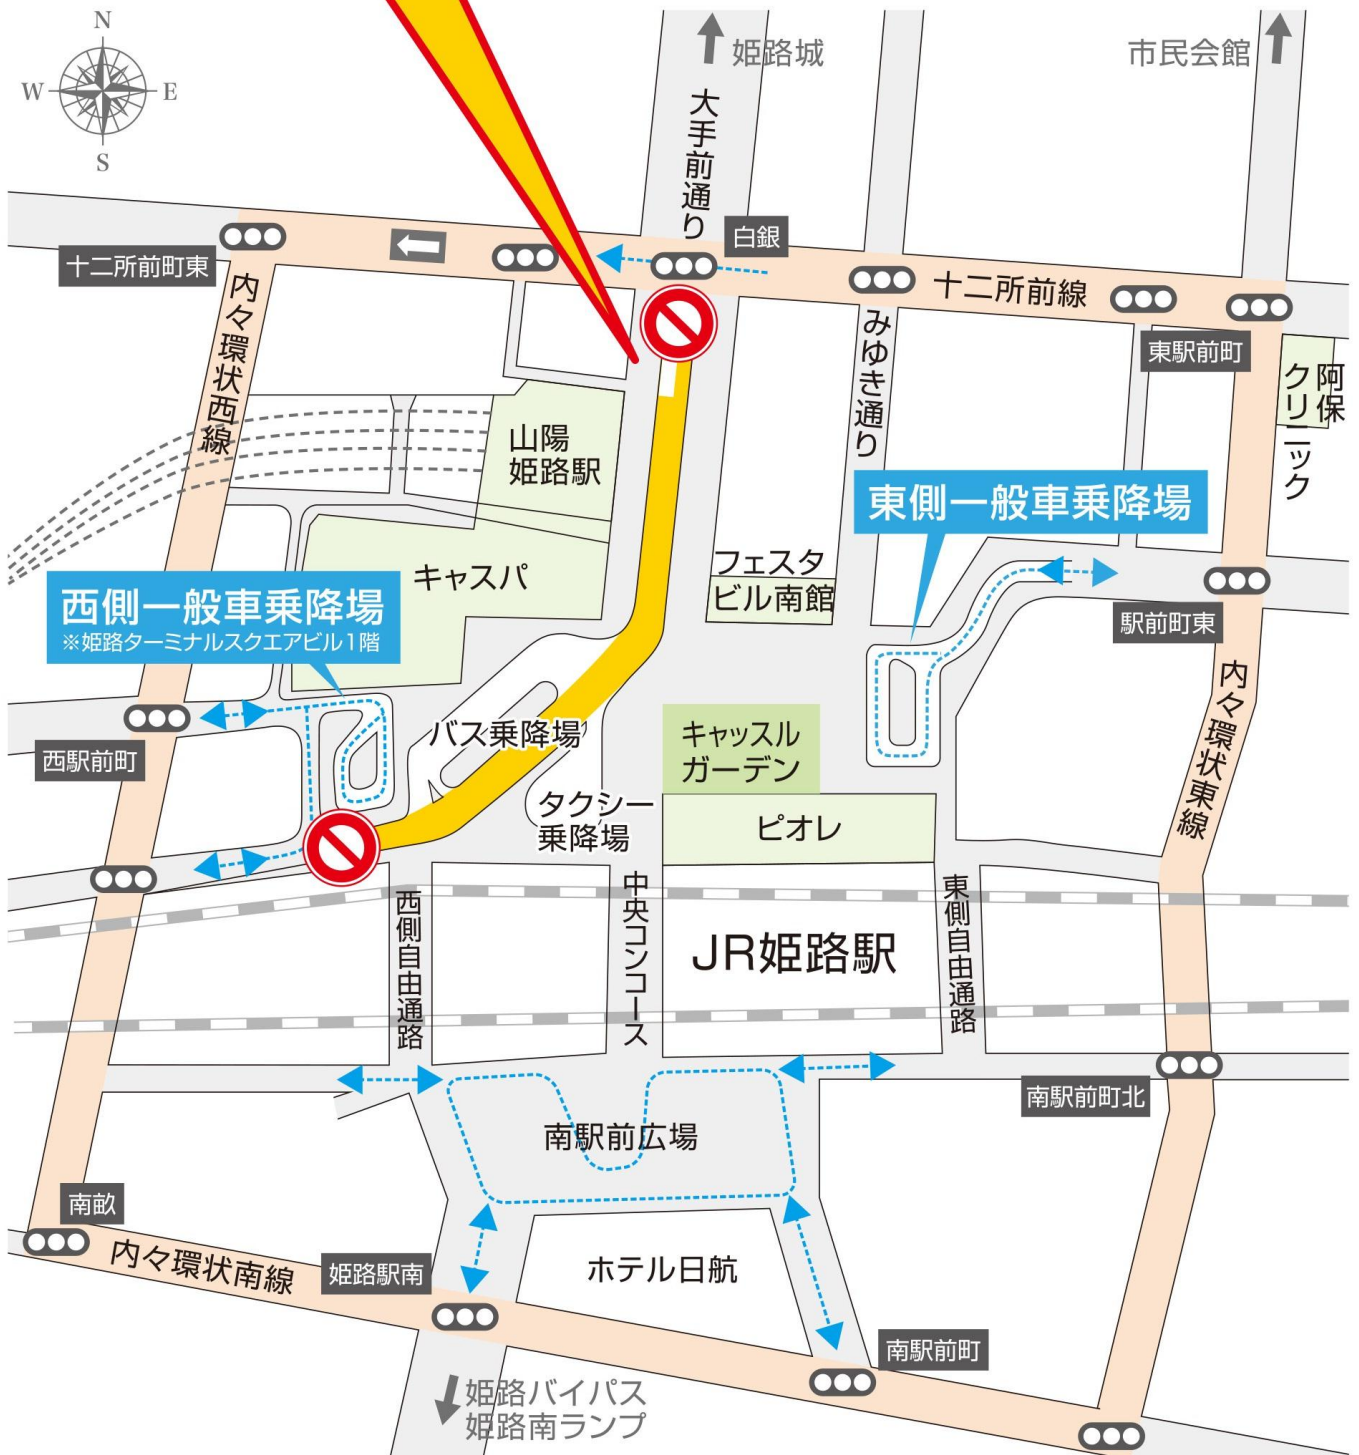 N
W
E
S
姫路城
市民会館
大手前通り
白銀
十二所前町東
十二所前線
内々環状西線
みゆき通り
東駅前町
阿保
クリニック
山陽
姫路駅
東側一般車乗降場
フェスタ
ビル南館
キャスパ
西側一般車乗降場
※姫路ターミナルスクエアビル1階
駅前町東
内々環状東線
西駅前町
バス乗降場
キャッスル
ガーデン
タクシー
乗降場
ピオレ
西側自由通路
中央コンコース
東側自由通路
JR姫路駅
南駅前町北
南駅前広場
南畝
内々環状南線
姫路駅南
ホテル日航
南駅前町
姫路バイパス
姫路南ランプ